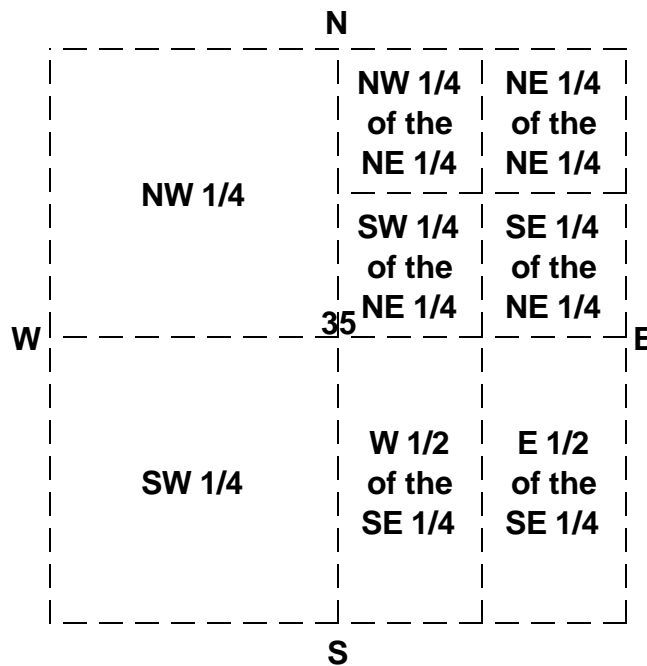 N
NW 1/4
of the
NE 1/4
NE 1/4
of the
NE 1/4
NW 1/4
SW 1/4
of the
NE 1/4
SE 1/4
of the
NE 1/4
W
35
E
SW 1/4
W 1/2
of the
SE 1/4
E 1/2
of the
SE 1/4
S